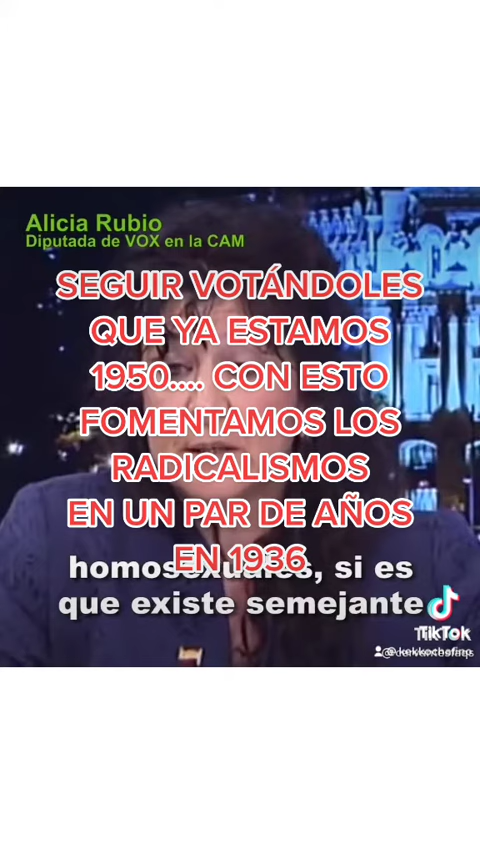 Alicia Rubio
Diputada de VOX en la CAM
SEGUIR VOTÁNDOLES
QUE YA ESTAMOS
1950.... CON ESTO
FOMENTAMOS LOS
RADICALISMOS
EN UN PAR DE AÑOS
EN 1936
homosexuales, si es
que existe semejante
TikTok